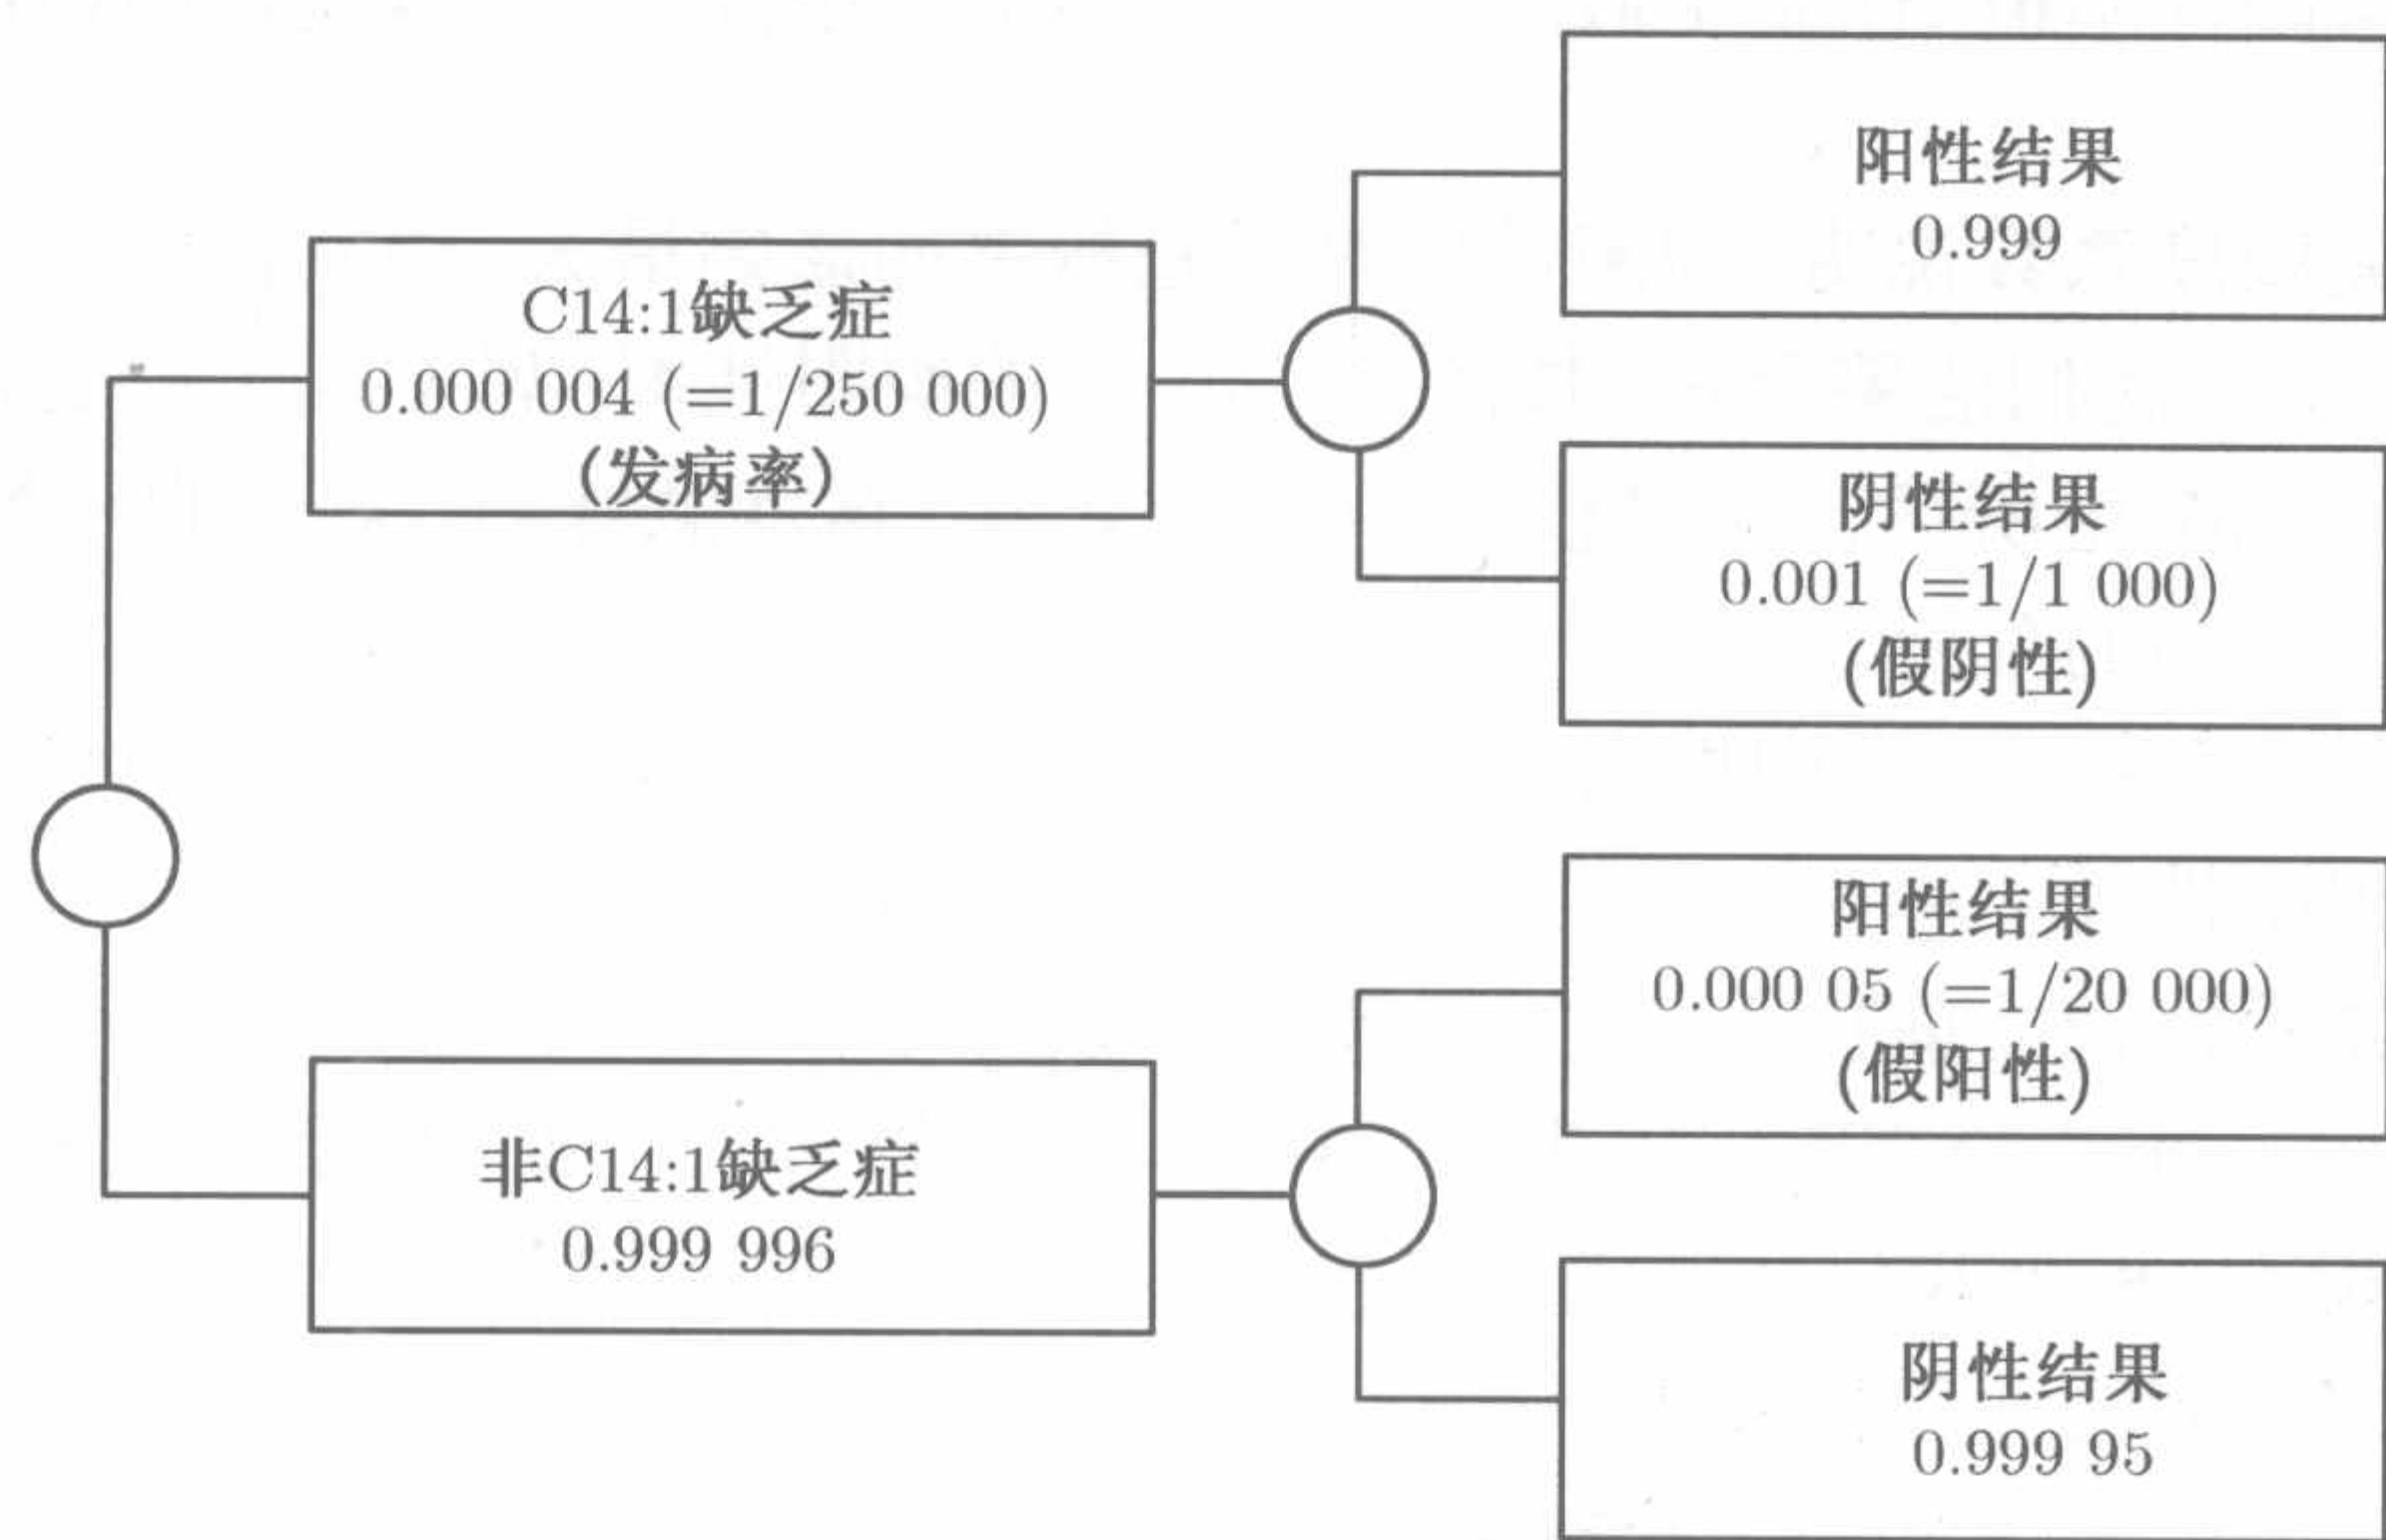 阳性结果
0.999
C14:1缺乏症
0.000 004 (=1/250 000)
(发病率)
阴性结果
0.001 (=1/1 000)
(假阴性)
阳性结果
0.000 05 (=1/20 000)
(假阳性)
非C14:1缺乏症
0.999 996
阴性结果
0.999 95